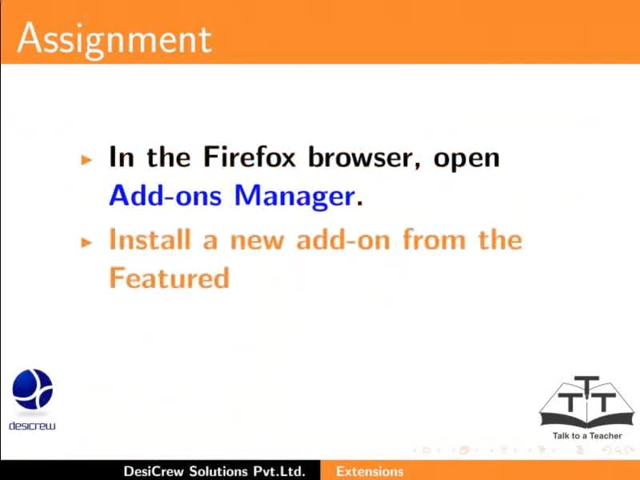 Assignment
In the Firefox browser, open
Add-ons Manager.
Install a new add-on from the
Featured
desicrew
TTT
Talk to a Teacher
DesiCrew Solutions Pvt.Ltd. Extensions